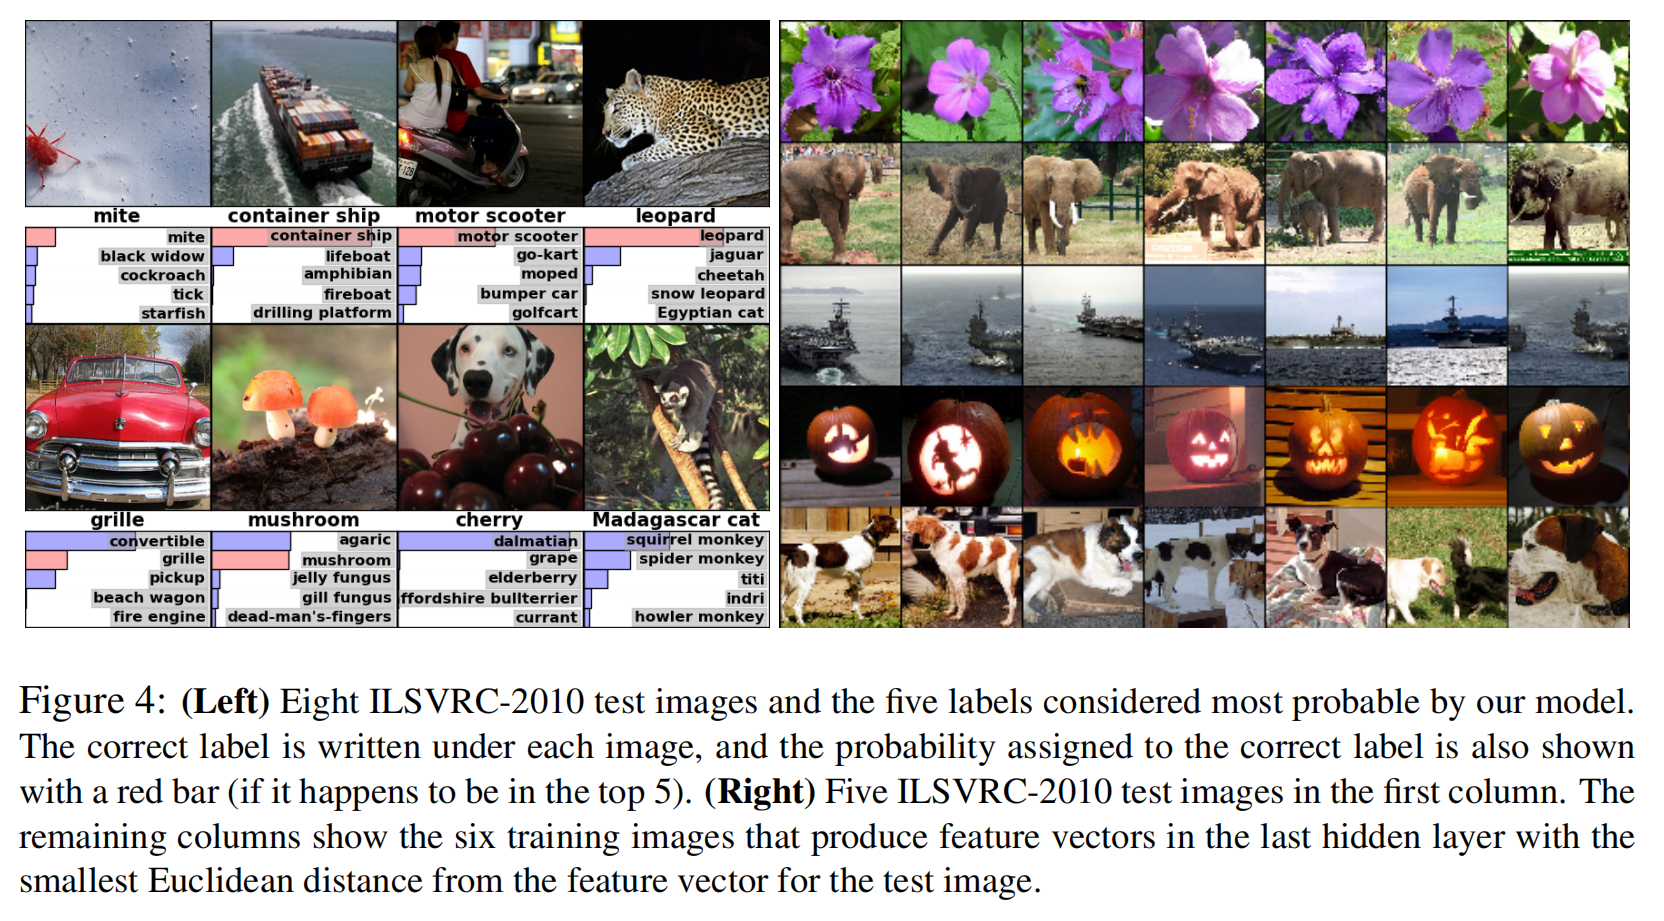 mite
container ship
motor scooter
leopard
mite
black widow
cockroach
tick
starfish
container ship
lifeboat
amphibian
fireboat
drilling platform
motor scooter
go-kart
moped
bumper car
golfcart
leopard
jaguar
cheetah
snow leopard
Egyptian cat
grille
mushroom
cherry
Madagascar cat
convertible
grille
pickup
beach wagon
fire engine
agaric
mushroom
jelly fungus
gill fungus
dead-man's-fingers
dalmatian
grape
elderberry
ffordshire bullterrier
currant
squirrel monkey
spider monkey
titi
indri
howler monkey
Figure 4: (Left) Eight ILSVRC-2010 test images and the five labels considered most probable by our model.
The correct label is written under each image, and the probability assigned to the correct label is also shown
with a red bar (if it happens to be in the top 5). (Right) Five ILSVRC-2010 test images in the first column. The
remaining columns show the six training images that produce feature vectors in the last hidden layer with the
smallest Euclidean distance from the feature vector for the test image.